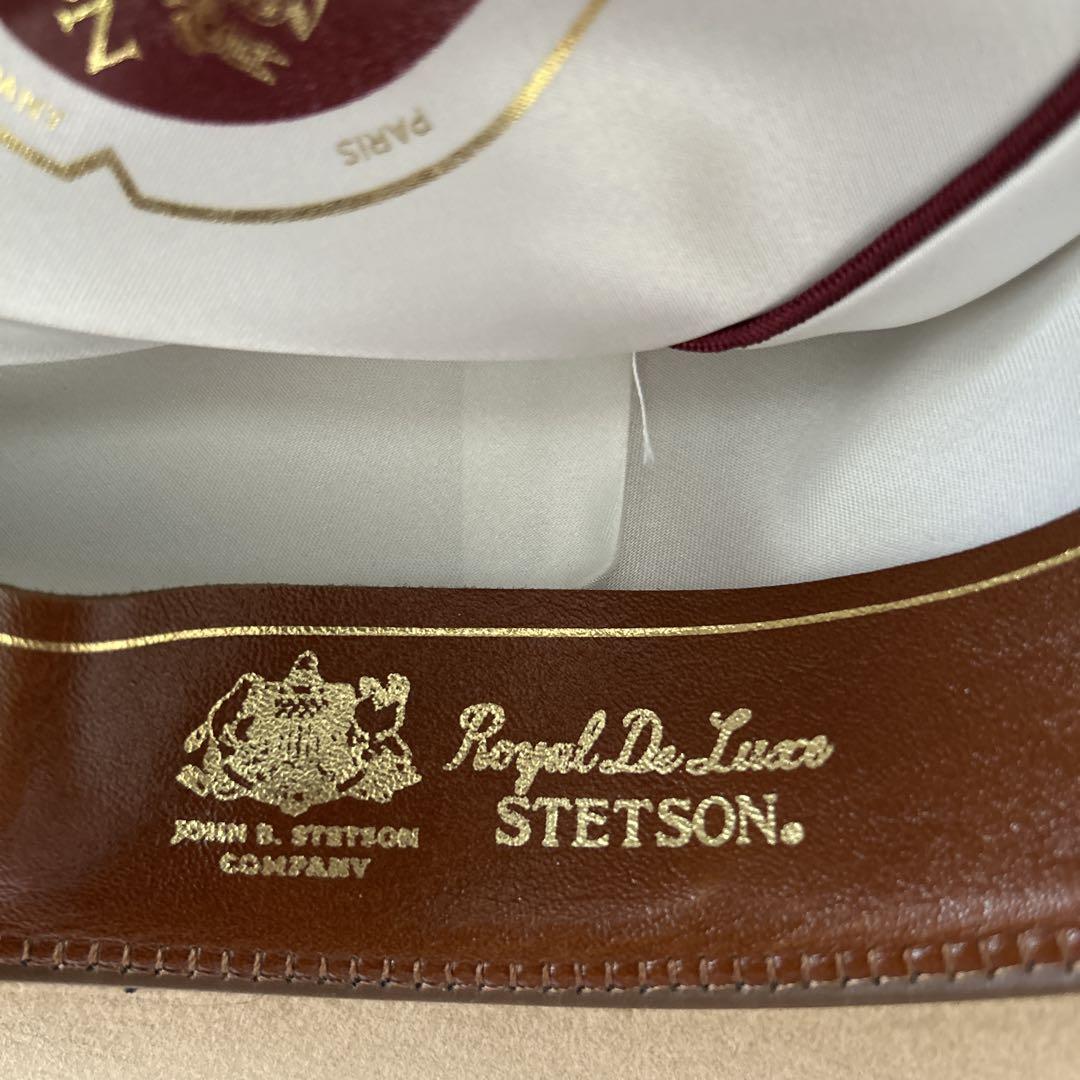 PARIS
Royal De Luxe
STETSON®
JOHN B. STETSON
COMPANY